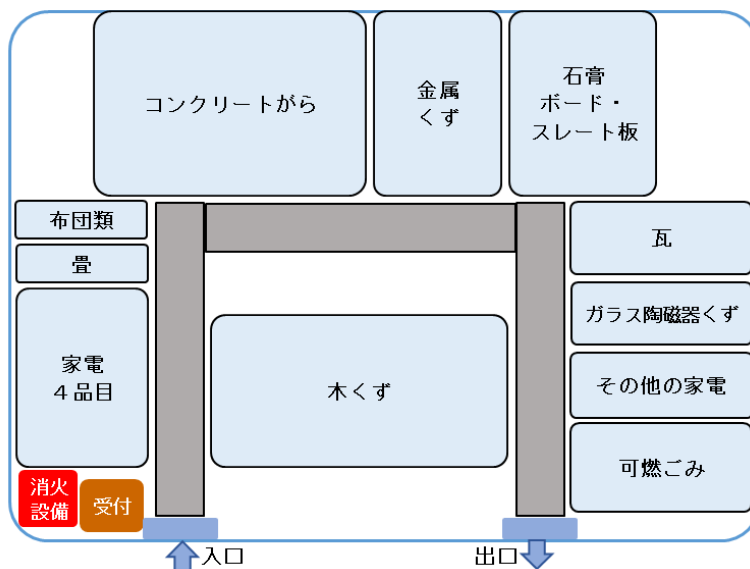 コンクリートがら
金属
くず
石膏
ボード・
スレート板
布団類
畳
家電
４品目
消火
設備
受付
木くず
瓦
ガラス陶磁器くず
その他の家電
可燃ごみ
入口
出口